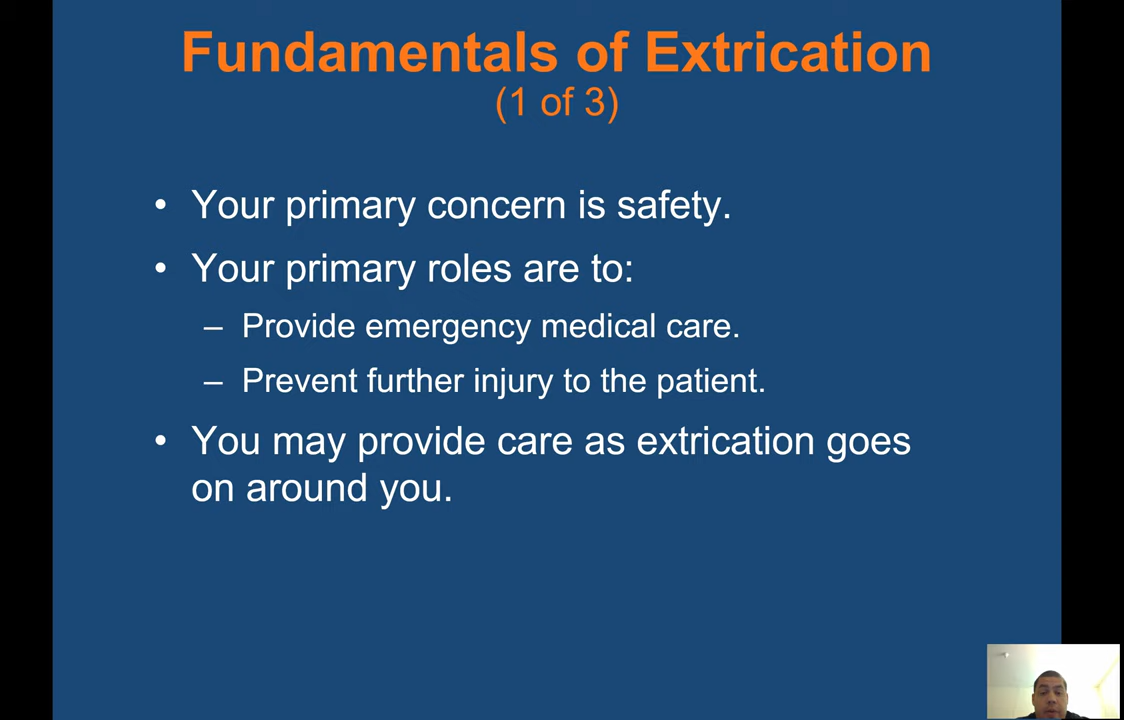 Fundamentals of Extrication
(1 of 3)
• Your primary concern is safety.
• Your primary roles are to:
– Provide emergency medical care.
– Prevent further injury to the patient.
• You may provide care as extrication goes
on around you.